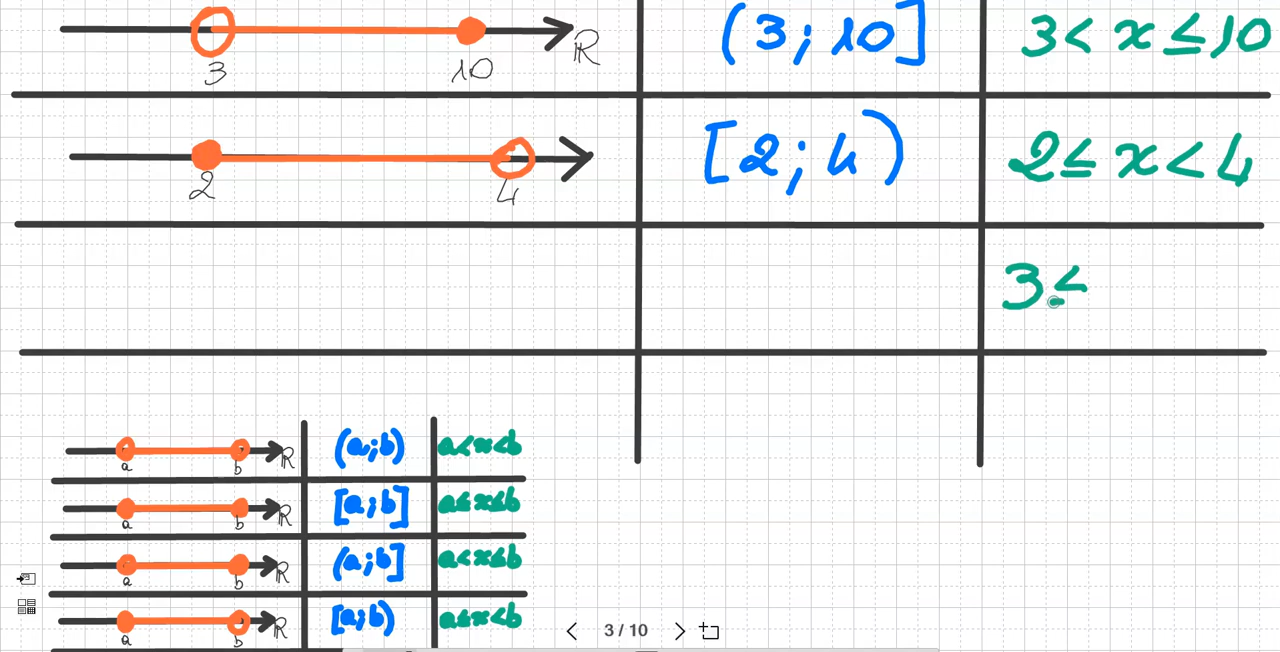 (3; 10] 3 < x ≤ 10
3 10 ℝ
[2; 4) 2 ≤ x < 4
2 4
3 ≤
(a;b) a<x<b
a b ℝ
[a;b] a≤x≤b
a b ℝ
(a;b] a<x≤b
a b ℝ
[a;b) a≤x<b
a b ℝ
3 / 10